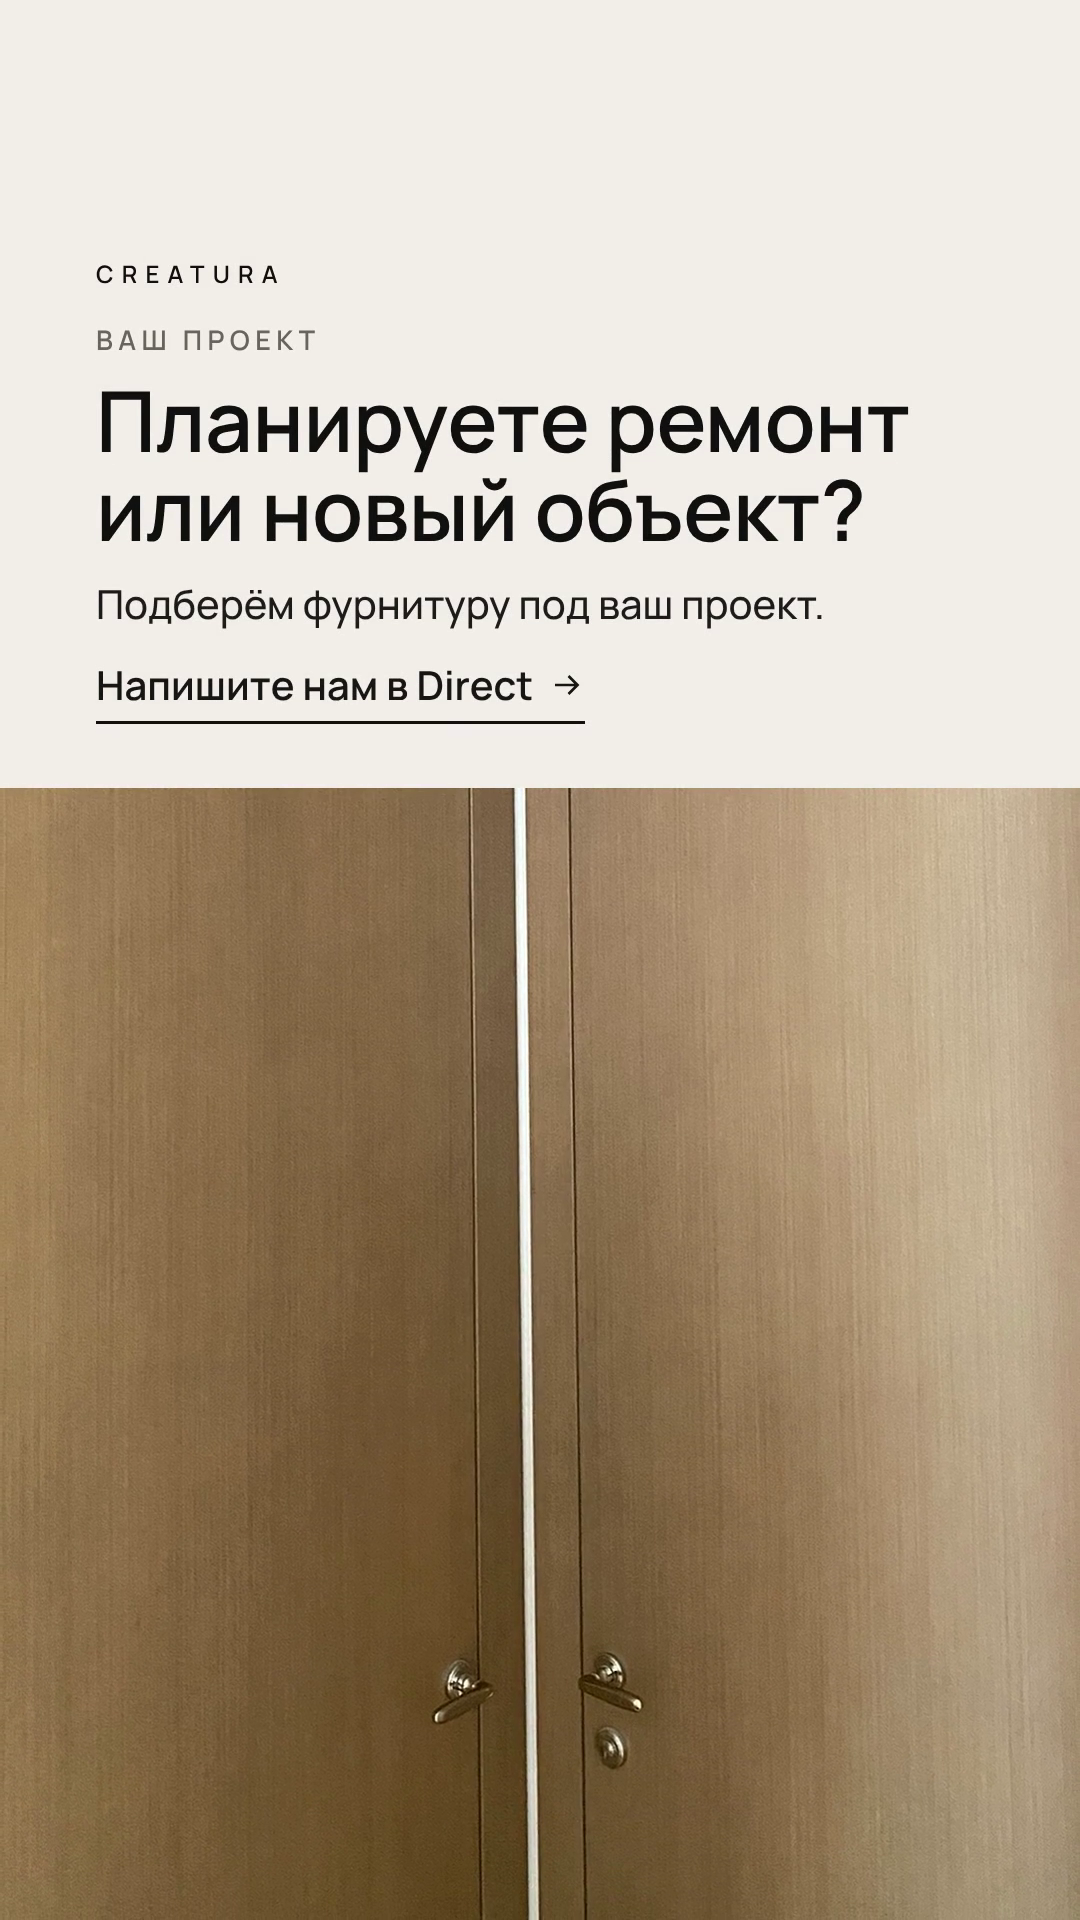 CREATURA
ВАШ ПРОЕКТ
Планируете ремонт
или новый объект?
Подберём фурнитуру под ваш проект.
Напишите нам в Direct →